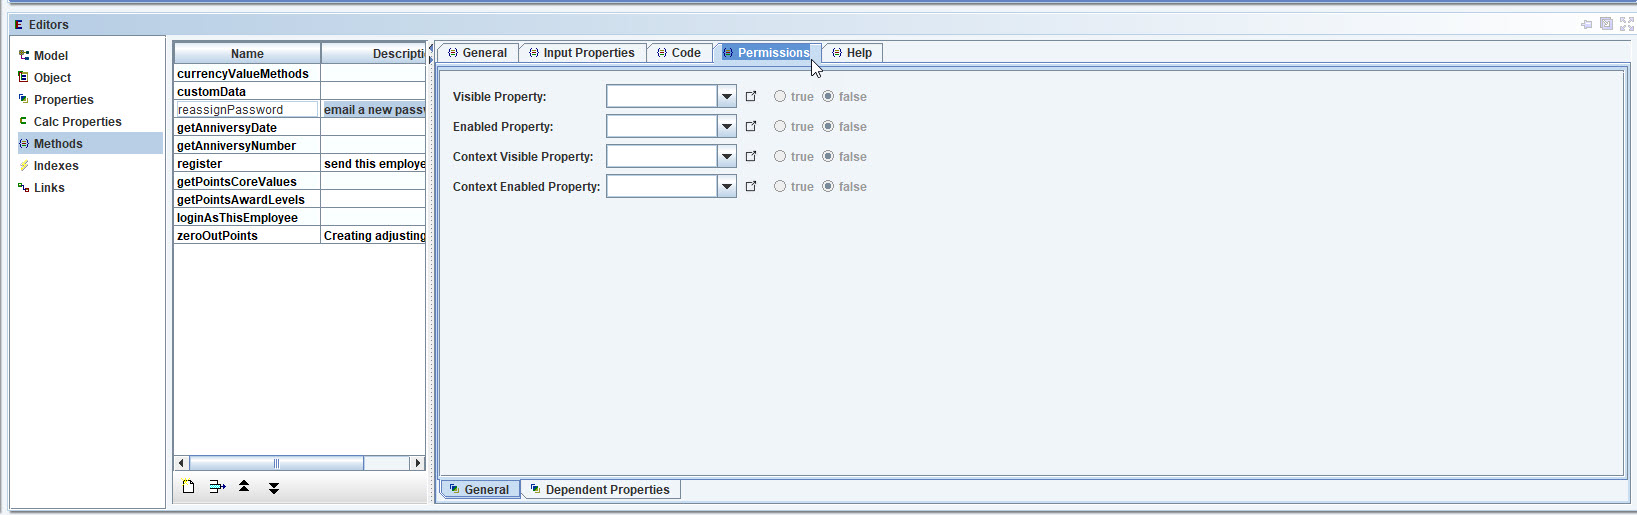 Editors
Model
Object
Properties
Calc Properties
Methods
Indexes
Links
Name Descripti
currencyValueMethods
customData
reassignPassword email a new pass
getAnniversyDate
getAnniversyNumber
register send this employe
getPointsCoreValues
getPointsAwardLevels
loginAsThisEmployee
zeroOutPoints Creating adjusting
General Input Properties Code Permissions Help
Visible Property: true false
Enabled Property: true false
Context Visible Property: true false
Context Enabled Property: true false
General Dependent Properties